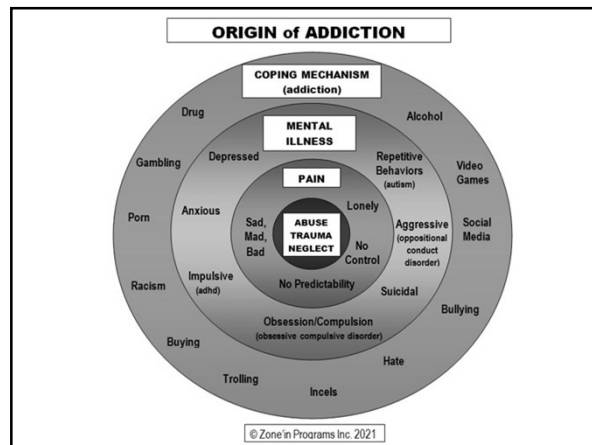 ORIGIN of ADDICTION
COPING MECHANISM
(addiction)
Drug
Alcohol
MENTAL
ILLNESS
Gambling
Depressed
Repetitive
Behaviors
(autism)
Video
Games
PAIN
Porn
Anxious
Lonely
Sad,
Mad,
Bad
ABUSE
TRAUMA
NEGLECT
No
Control
Aggressive
(oppositional
conduct
disorder)
Social
Media
Racism
Impulsive
(adhd)
No Predictability
Suicidal
Bullying
Obsession/Compulsion
(obsessive compulsive disorder)
Buying
Hate
Trolling
Incels
© Zone'in Programs Inc. 2021